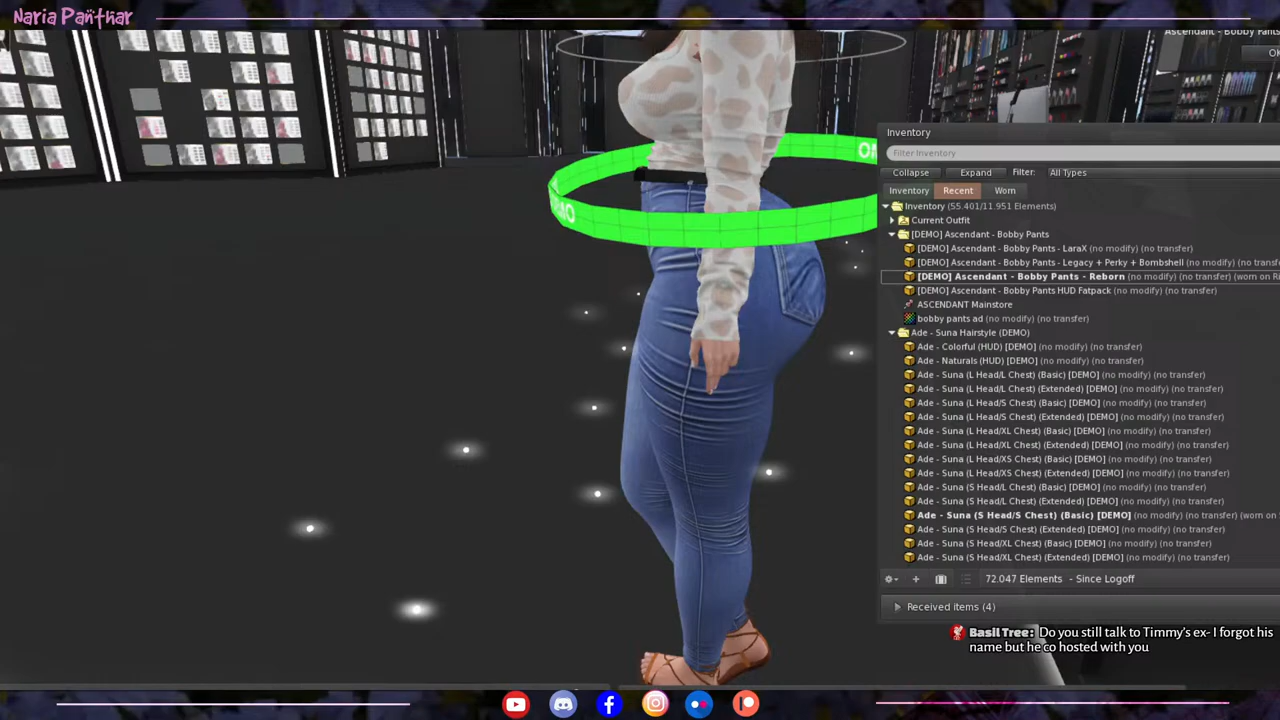 Naria Panthar
Ascendant - Bobby Pants
Inventory
Filter Inventory
Collapse Expand Filter: All Types
Inventory Recent Worn
Inventory (55.401/11.951 Elements)
Current Outfit
[DEMO] Ascendant - Bobby Pants
[DEMO] Ascendant - Bobby Pants - LaraX (no modify) (no transfer)
[DEMO] Ascendant - Bobby Pants - Legacy + Perky + Bombshell (no modify) (no transfe
[DEMO] Ascendant - Bobby Pants - Reborn (no modify) (no transfer) (worn on Ri
[DEMO] Ascendant - Bobby Pants HUD Fatpack (no modify) (no transfer)
ASCENDANT Mainstore
bobby pants ad (no modify) (no transfer)
Ade - Suna Hairstyle (DEMO)
Ade - Colorful (HUD) [DEMO] (no modify) (no transfer)
Ade - Naturals (HUD) [DEMO] (no modify) (no transfer)
Ade - Suna (L Head/L Chest) (Basic) [DEMO] (no modify) (no transfer)
Ade - Suna (L Head/L Chest) (Extended) [DEMO] (no modify) (no transfer)
Ade - Suna (L Head/S Chest) (Basic) [DEMO] (no modify) (no transfer)
Ade - Suna (L Head/S Chest) (Extended) [DEMO] (no modify) (no transfer)
Ade - Suna (L Head/XL Chest) (Basic) [DEMO] (no modify) (no transfer)
Ade - Suna (L Head/XL Chest) (Extended) [DEMO] (no modify) (no transfer)
Ade - Suna (L Head/XS Chest) (Basic) [DEMO] (no modify) (no transfer)
Ade - Suna (L Head/XS Chest) (Extended) [DEMO] (no modify) (no transfer)
Ade - Suna (S Head/L Chest) (Basic) [DEMO] (no modify) (no transfer)
Ade - Suna (S Head/L Chest) (Extended) [DEMO] (no modify) (no transfer)
Ade - Suna (S Head/S Chest) (Basic) [DEMO] (no modify) (no transfer) (worn on S
Ade - Suna (S Head/S Chest) (Extended) [DEMO] (no modify) (no transfer)
Ade - Suna (S Head/XL Chest) (Basic) [DEMO] (no modify) (no transfer)
Ade - Suna (S Head/XL Chest) (Extended) [DEMO] (no modify) (no transfer)
72.047 Elements - Since Logoff
Received items (4)
Basil Tree: Do you still talk to Timmy's ex- I forgot his
name but he co hosted with you